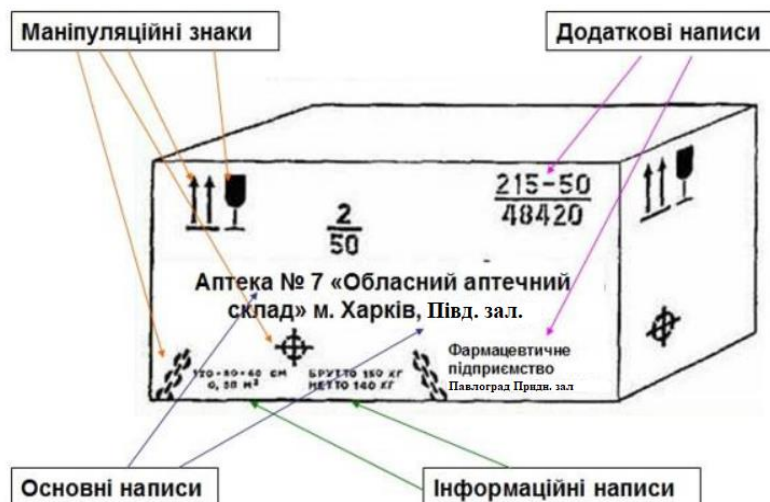 Маніпуляційні знаки
Додаткові написи
215-50
48420
2
50
Аптека № 7 «Обласний аптечний
склад» м. Харків, Півд. зал.
Фармацевтичне
підприємство
Павлоград Придн. зал
120-80-60 СМ
БРУТТО 150 КГ
0,58 М³
НЕТТО 140 КГ
Основні написи
Інформаційні написи